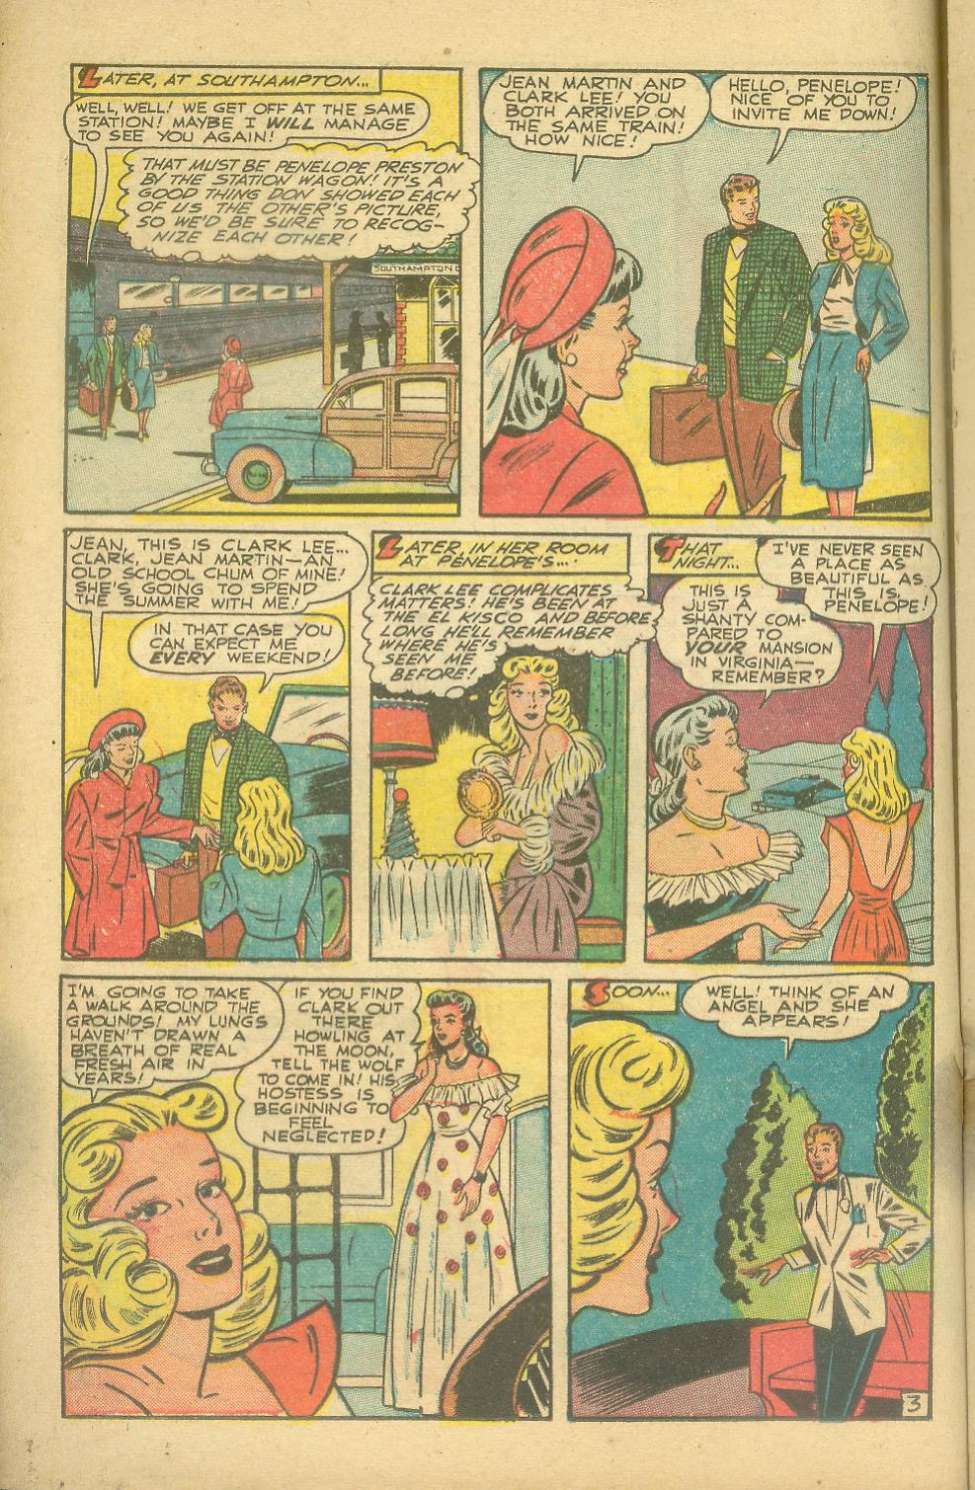 LATER, AT SOUTHAMPTON...
WELL, WELL! WE GET OFF AT THE SAME
STATION! MAYBE I WILL MANAGE
TO SEE YOU AGAIN!
THAT MUST BE PENELOPE PRESTON
BY THE STATION WAGON! IT'S A
GOOD THING DON SHOWED EACH
OF US THE OTHER'S PICTURE,
SO WE'D BE SURE TO RECOG-
NIZE EACH OTHER!
SOUTHAMPTON
JEAN MARTIN AND
CLARK LEE! YOU
BOTH ARRIVED ON
THE SAME TRAIN!
HOW NICE!
HELLO, PENELOPE!
NICE OF YOU TO
INVITE ME DOWN!
JEAN, THIS IS CLARK LEE...
CLARK, JEAN MARTIN—AN
OLD SCHOOL CHUM OF MINE!
SHE'S GOING TO SPEND
THE SUMMER WITH ME!
IN THAT CASE YOU
CAN EXPECT ME
EVERY WEEKEND!
LATER, IN HER ROOM
AT PENELOPE'S...
CLARK LEE COMPLICATES
MATTERS! HE'S BEEN AT
THE EL KISCO AND BEFORE
LONG HE'LL REMEMBER
WHERE HE'S
SEEN ME
BEFORE!
THAT
NIGHT...
I'VE NEVER SEEN
A PLACE AS
BEAUTIFUL AS
THIS IS,
PENELOPE!
THIS IS
JUST A
SHANTY COM-
PARED TO
YOUR MANSION
IN VIRGINIA—
REMEMBER?
I'M GOING TO TAKE
A WALK AROUND THE
GROUNDS! MY LUNGS
HAVEN'T DRAWN A
BREATH OF REAL
FRESH AIR IN
YEARS!
IF YOU FIND
CLARK OUT
THERE
HOWLING AT
THE MOON,
TELL THE WOLF
TO COME IN! HIS
HOSTESS IS
BEGINNING TO
FEEL
NEGLECTED!
SOON...
WELL! THINK OF AN
ANGEL AND SHE
APPEARS!
3